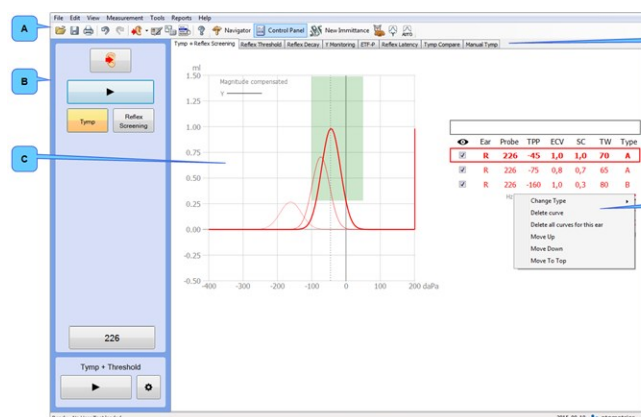 File Edit View Measurement Tools Reports Help
A
Navigator Control Panel New Immittance
Tymp + Reflex Screening Reflex Threshold Reflex Decay Y Monitoring ETF-P Reflex Latency Tymp Compare Manual Tymp
B
Tymp
Reflex
Screening
C
226
Tymp + Threshold
ml
Magnitude compensated
Y
1.50
1.25
1.00
0.75
0.50
0.25
0.00
-0.50
-400 -300 -200 -100 0 100 200 daPa
Ear Probe TPP ECV SC TW Type
R 226 -45 1,0 1,0 70 A
R 226 -75 0,8 0,7 65 A
R 226 -160 1,0 0,3 80 B
Change Type
Delete curve
Delete all curves for this ear
Move Up
Move Down
Move To Top